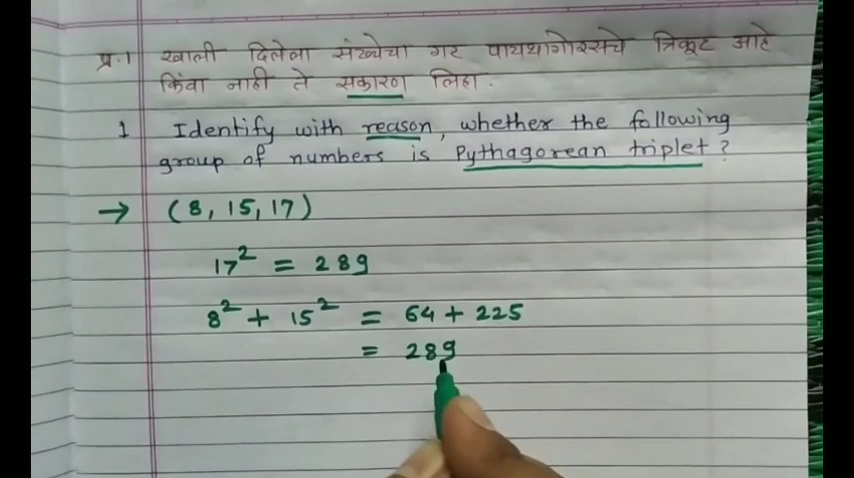 प्र.१ खाली दिलेला संख्येचा गट पायथागोरसचे त्रिकूट आहे
किंवा नाही ते सकारण लिहा.
1 Identify with reason, whether the following
group of numbers is Pythagorean triplet?
→ (8, 15, 17)
17² = 289
8² + 15² = 64 + 225
= 289